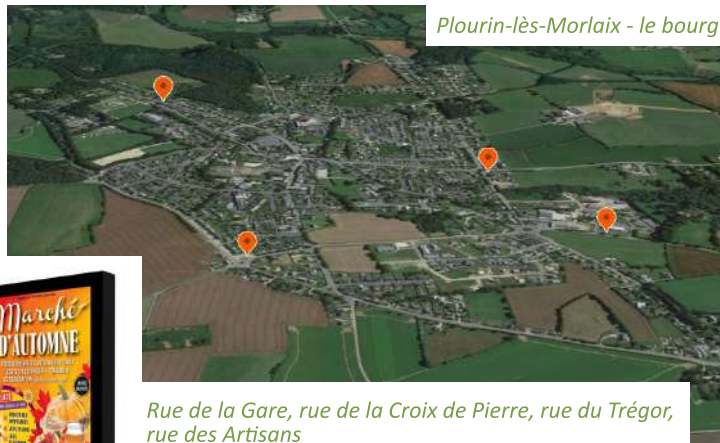 Plourin-lès-Morlaix - le bourg
Marché
D'AUTOMNE
Rue de la Gare, rue de la Croix de Pierre, rue du Trégor,
rue des Artisans